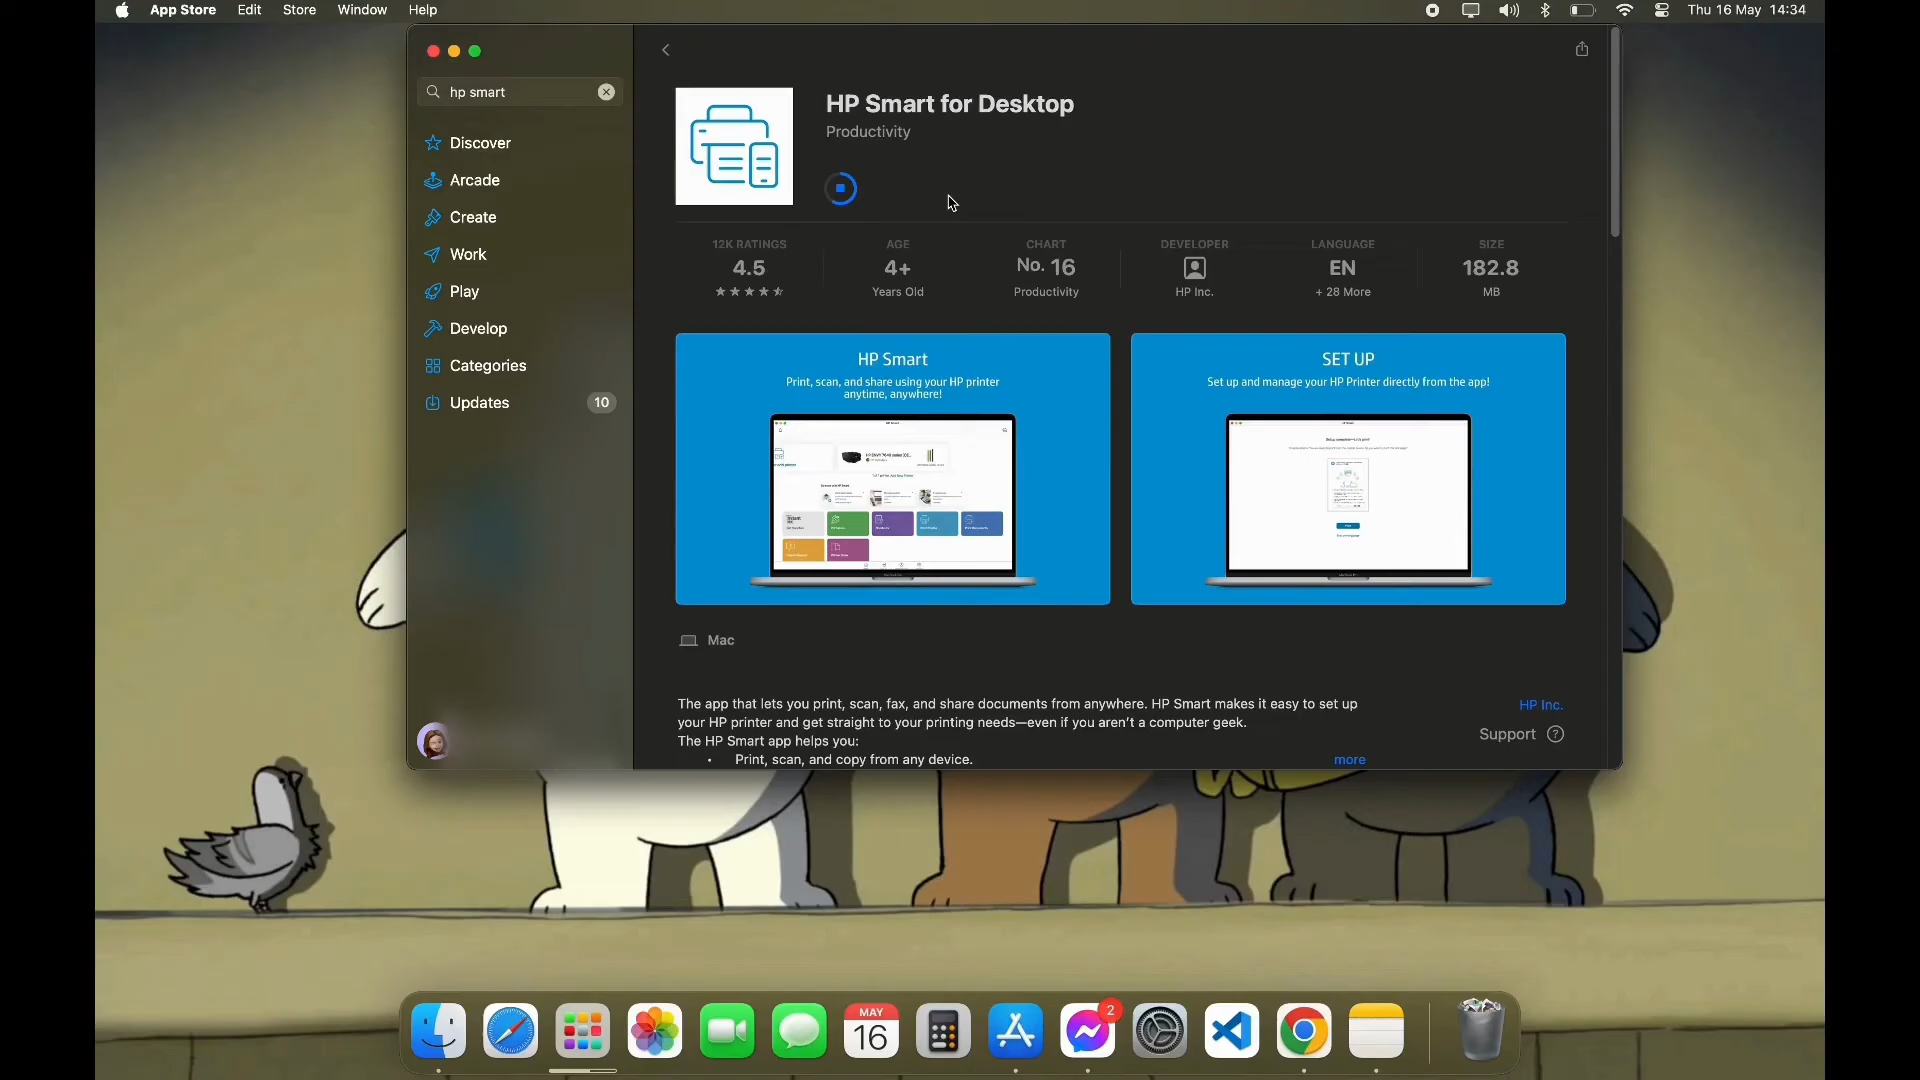 App Store Edit Store Window Help
Thu 16 May 14:34
hp smart
Discover
Arcade
Create
Work
Play
Develop
Categories
Updates 10
HP Smart for Desktop
Productivity
12K RATINGS
4.5
AGE
4+
Years Old
CHART
No. 16
Productivity
DEVELOPER
HP Inc.
LANGUAGE
EN
+ 28 More
SIZE
182.8
MB
HP Smart
Print, scan, and share using your HP printer
anytime, anywhere!
SET UP
Set up and manage your HP Printer directly from the app!
Mac
The app that lets you print, scan, fax, and share documents from anywhere. HP Smart makes it easy to set up
your HP printer and get straight to your printing needs—even if you aren't a computer geek.
The HP Smart app helps you:
• Print, scan, and copy from any device.
more
HP Inc.
Support
MAY
16
2